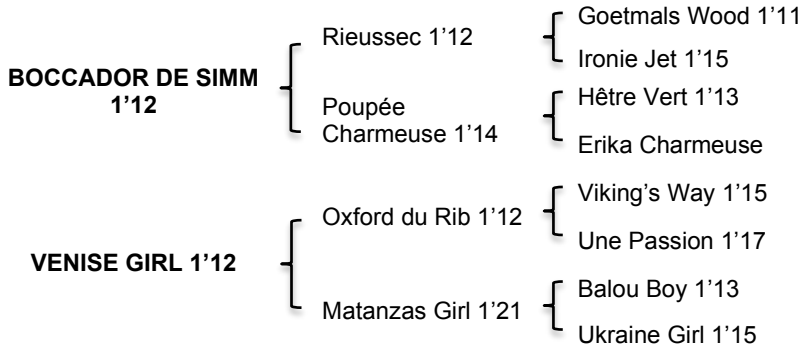 Goetmals Wood 1'11
Rieussec 1'12
Ironie Jet 1'15
BOCCADOR DE SIMM
1'12
Hêtre Vert 1'13
Poupée
Charmeuse 1'14
Erika Charmeuse
Viking's Way 1'15
Oxford du Rib 1'12
Une Passion 1'17
VENISE GIRL 1'12
Balou Boy 1'13
Matanzas Girl 1'21
Ukraine Girl 1'15